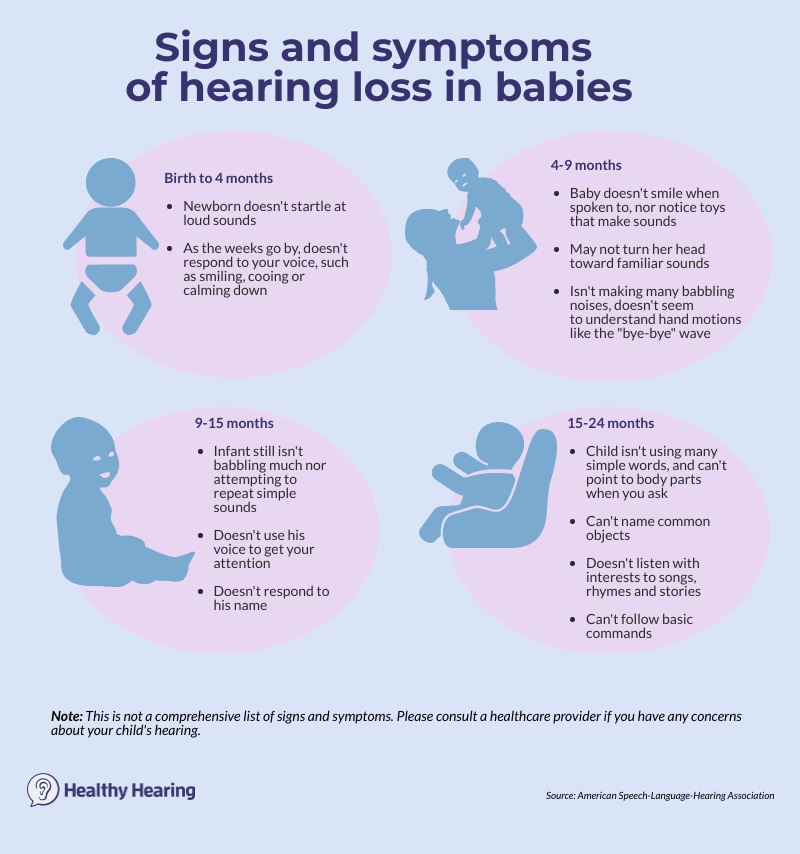 Signs and symptoms
of hearing loss in babies
Birth to 4 months
• Newborn doesn't startle at
loud sounds
• As the weeks go by, doesn't
respond to your voice, such
as smiling, cooing or
calming down
4-9 months
• Baby doesn't smile when
spoken to, nor notice toys
that make sounds
• May not turn her head
toward familiar sounds
• Isn't making many babbling
noises, doesn't seem
to understand hand motions
like the "bye-bye" wave
9-15 months
• Infant still isn't
babbling much nor
attempting to
repeat simple
sounds
• Doesn't use his
voice to get your
attention
• Doesn't respond to
his name
15-24 months
• Child isn't using many
simple words, and can't
point to body parts
when you ask
• Can't name common
objects
• Doesn't listen with
interests to songs,
rhymes and stories
• Can't follow basic
commands
Note: This is not a comprehensive list of signs and symptoms. Please consult a healthcare provider if you have any concerns
about your child's hearing.
Healthy Hearing
Source: American Speech-Language-Hearing Association